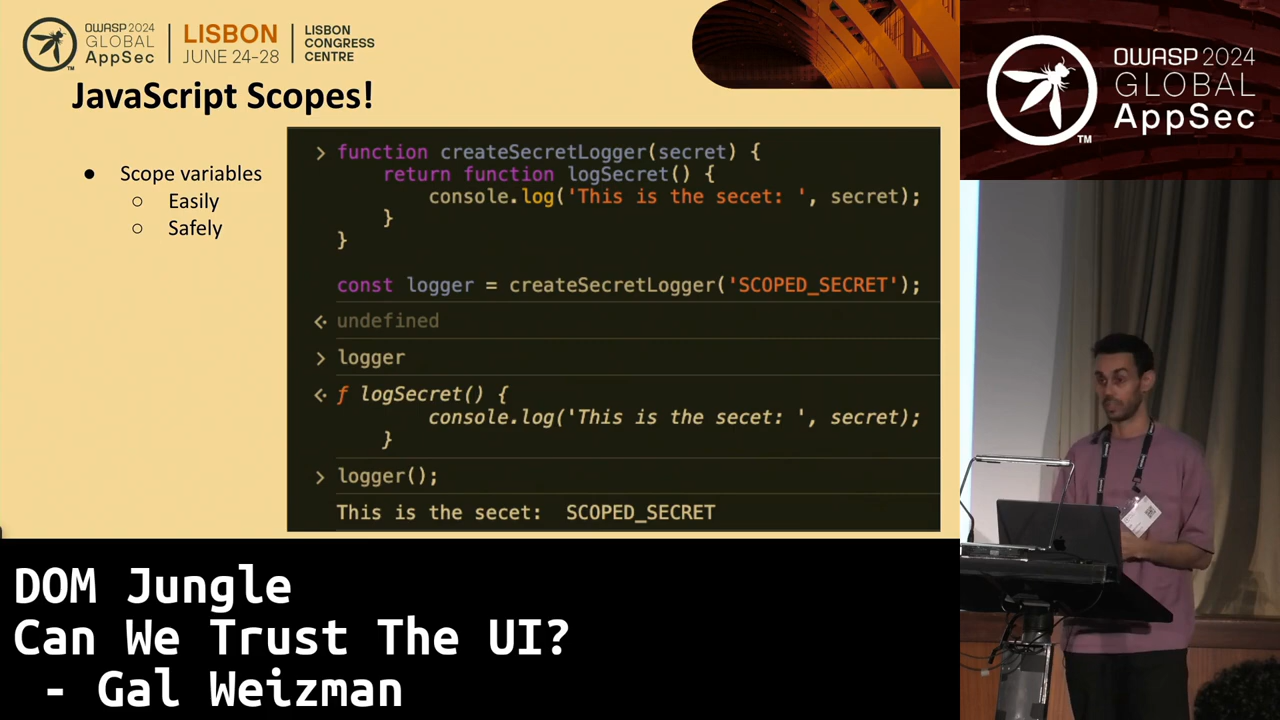 OWASP 2024
GLOBAL
AppSec
TM
LISBON
JUNE 24-28
LISBON
CONGRESS
CENTRE
JavaScript Scopes!
● Scope variables
○ Easily
○ Safely
> function createSecretLogger(secret) {
return function logSecret() {
console.log('This is the secet: ', secret);
}
}
const logger = createSecretLogger('SCOPED_SECRET');
undefined
> logger
ƒ logSecret() {
console.log('This is the secet: ', secret);
}
> logger();
This is the secet:  SCOPED_SECRET
OWASP 2024
GLOBAL
AppSec
TM
DOM Jungle
Can We Trust The UI?
- Gal Weizman